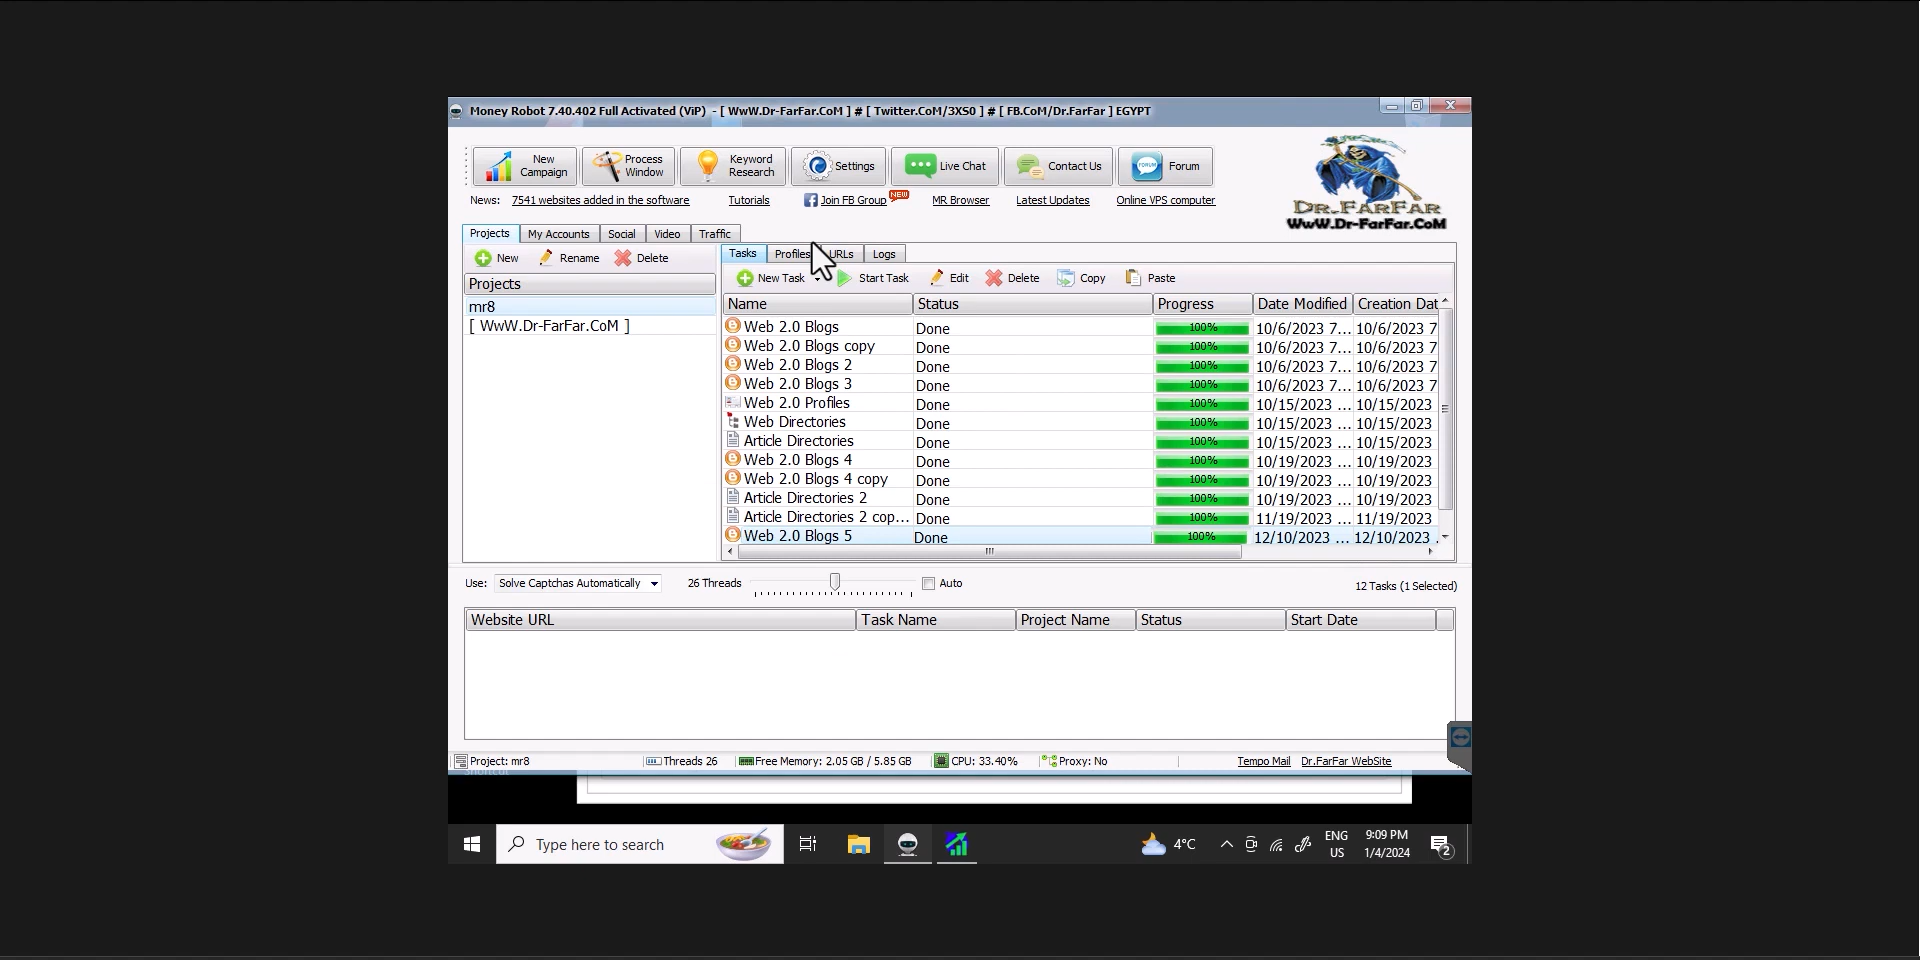 Money Robot 7.40.402 Full Activated (ViP) - [ WwW.Dr-FarFar.CoM ] # [ Twitter.CoM/3XS0 ] # [ FB.CoM/Dr.FarFar ] EGYPT
New Campaign
Process Window
Keyword Research
Settings
Live Chat
Contact Us
FORUM
Forum
DR.FARFAR
WwW.Dr-FarFar.CoM
News: 7541 websites added in the software Tutorials Join FB Group NEW MR Browser Latest Updates Online VPS computer
Projects My Accounts Social Video Traffic
New Rename Delete
Projects
mr8
[ WwW.Dr-FarFar.CoM ]
Tasks Profiles URLs Logs
New Task Start Task Edit Delete Copy Paste
Name Status Progress Date Modified Creation Dat
Web 2.0 Blogs Done 100% 10/6/2023 7... 10/6/2023 7
Web 2.0 Blogs copy Done 100% 10/6/2023 7... 10/6/2023 7
Web 2.0 Blogs 2 Done 100% 10/6/2023 7... 10/6/2023 7
Web 2.0 Blogs 3 Done 100% 10/6/2023 7... 10/6/2023 7
Web 2.0 Profiles Done 100% 10/15/2023 ... 10/15/2023
Web Directories Done 100% 10/15/2023 ... 10/15/2023
Article Directories Done 100% 10/15/2023 ... 10/15/2023
Web 2.0 Blogs 4 Done 100% 10/19/2023 ... 10/19/2023
Web 2.0 Blogs 4 copy Done 100% 10/19/2023 ... 10/19/2023
Article Directories 2 Done 100% 10/19/2023 ... 10/19/2023
Article Directories 2 cop... Done 100% 11/19/2023 ... 11/19/2023
Web 2.0 Blogs 5 Done 100% 12/10/2023 ... 12/10/2023 .
Use: Solve Captchas Automatically 26 Threads Auto 12 Tasks (1 Selected)
Website URL Task Name Project Name Status Start Date
Project: mr8 Threads 26 Free Memory: 2.05 GB / 5.85 GB CPU: 33.40% Proxy: No Tempo Mail Dr.FarFar WebSite
Type here to search 4°C ENG US 9:09 PM 1/4/2024 2